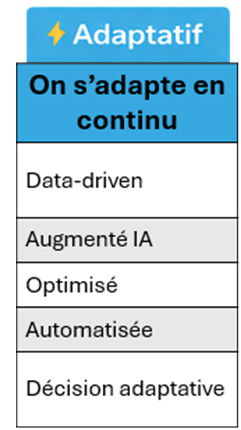 ⚡ Adaptatif
On s’adapte en
continu
Data-driven
Augmenté IA
Optimisé
Automatisée
Décision adaptative